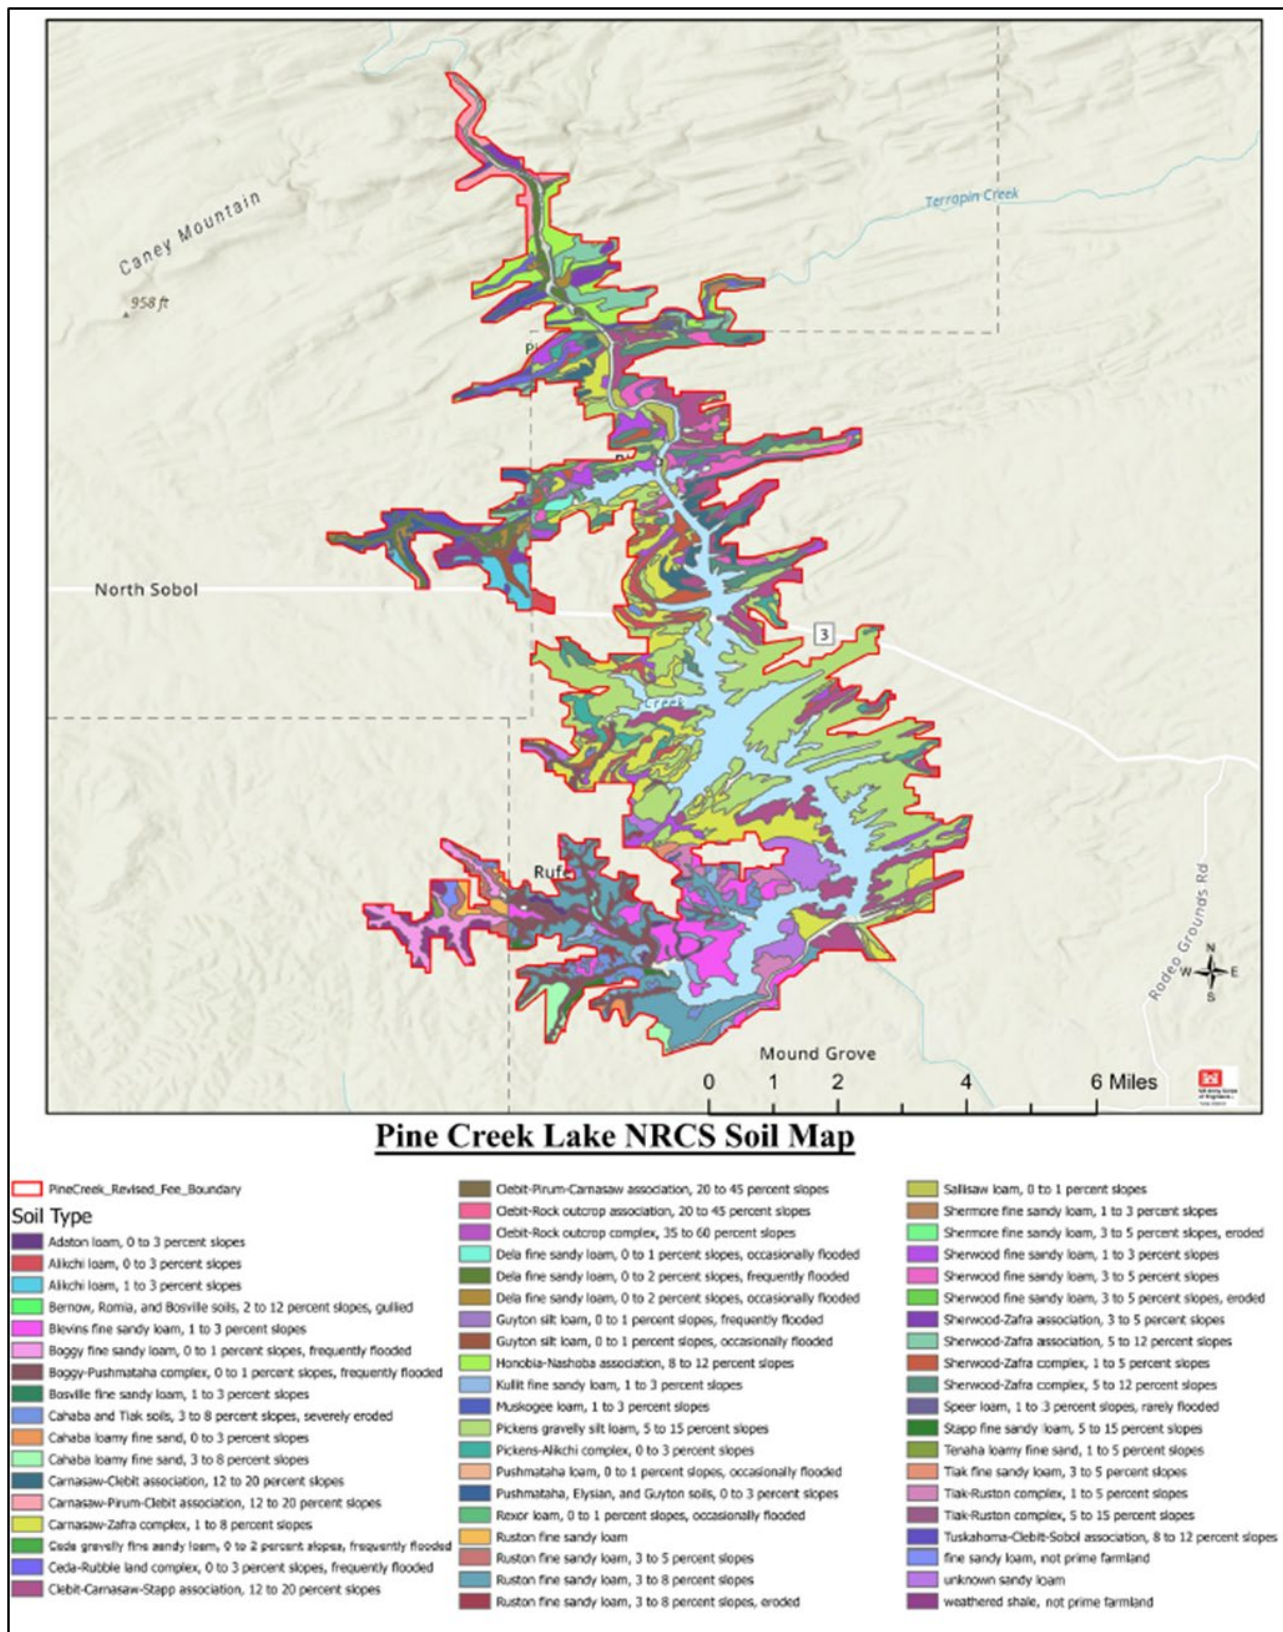 Caney Mountain
958 ft
Terrapin Creek
North Sobol
3
Creek
Rufe
Rodeo Grounds Rd
N
W E
S
Mound Grove
0 1 2 4 6 Miles
Pine Creek Lake NRCS Soil Map
PineCreek_Revised_Fee_Boundary
Soil Type
Adaton loam, 0 to 3 percent slopes
Alikchi loam, 0 to 3 percent slopes
Alikchi loam, 1 to 3 percent slopes
Bernow, Romia, and Bosville soils, 2 to 12 percent slopes, gullied
Blevins fine sandy loam, 1 to 3 percent slopes
Boggy fine sandy loam, 0 to 1 percent slopes, frequently flooded
Boggy-Pushmataha complex, 0 to 1 percent slopes, frequently flooded
Bosville fine sandy loam, 1 to 3 percent slopes
Cahaba and Tiak soils, 3 to 8 percent slopes, severely eroded
Cahaba loamy fine sand, 0 to 3 percent slopes
Cahaba loamy fine sand, 3 to 8 percent slopes
Carnasaw-Clebit association, 12 to 20 percent slopes
Carnasaw-Pirum-Clebit association, 12 to 20 percent slopes
Carnasaw-Zafra complex, 1 to 8 percent slopes
Ceda gravelly fine sandy loam, 0 to 2 percent slopes, frequently flooded
Ceda-Rubble land complex, 0 to 3 percent slopes, frequently flooded
Clebit-Carnasaw-Stapp association, 12 to 20 percent slopes
Clebit-Pirum-Carnasaw association, 20 to 45 percent slopes
Clebit-Rock outcrop association, 20 to 45 percent slopes
Clebit-Rock outcrop complex, 35 to 60 percent slopes
Dela fine sandy loam, 0 to 1 percent slopes, occasionally flooded
Dela fine sandy loam, 0 to 2 percent slopes, frequently flooded
Dela fine sandy loam, 0 to 2 percent slopes, occasionally flooded
Guyton silt loam, 0 to 1 percent slopes, frequently flooded
Guyton silt loam, 0 to 1 percent slopes, occasionally flooded
Honobia-Nashoba association, 8 to 12 percent slopes
Kullit fine sandy loam, 1 to 3 percent slopes
Muskogee loam, 1 to 3 percent slopes
Pickens gravelly silt loam, 5 to 15 percent slopes
Pickens-Alikchi complex, 0 to 3 percent slopes
Pushmataha loam, 0 to 1 percent slopes, occasionally flooded
Pushmataha, Elysian, and Guyton soils, 0 to 3 percent slopes
Rexor loam, 0 to 1 percent slopes, occasionally flooded
Ruston fine sandy loam
Ruston fine sandy loam, 3 to 5 percent slopes
Ruston fine sandy loam, 3 to 8 percent slopes
Ruston fine sandy loam, 3 to 8 percent slopes, eroded
Sallisaw loam, 0 to 1 percent slopes
Shermore fine sandy loam, 1 to 3 percent slopes
Shermore fine sandy loam, 3 to 5 percent slopes, eroded
Sherwood fine sandy loam, 1 to 3 percent slopes
Sherwood fine sandy loam, 3 to 5 percent slopes
Sherwood fine sandy loam, 3 to 5 percent slopes, eroded
Sherwood-Zafra association, 3 to 5 percent slopes
Sherwood-Zafra association, 5 to 12 percent slopes
Sherwood-Zafra complex, 1 to 5 percent slopes
Sherwood-Zafra complex, 5 to 12 percent slopes
Speer loam, 1 to 3 percent slopes, rarely flooded
Stapp fine sandy loam, 5 to 15 percent slopes
Tenaha loamy fine sand, 1 to 5 percent slopes
Tiak fine sandy loam, 3 to 5 percent slopes
Tiak-Ruston complex, 1 to 5 percent slopes
Tiak-Ruston complex, 5 to 15 percent slopes
Tuskahoma-Clebit-Sobol association, 8 to 12 percent slopes
fine sandy loam, not prime farmland
unknown sandy loam
weathered shale, not prime farmland